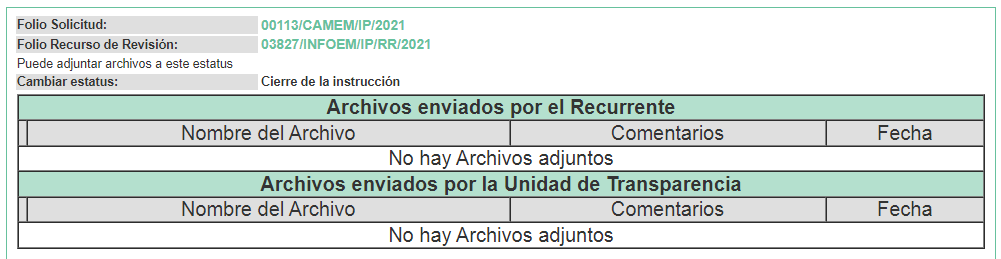 Folio Solicitud: 00113/CAMEM/IP/2021
Folio Recurso de Revisión: 03827/INFOEM/IP/RR/2021
Puede adjuntar archivos a este estatus
Cambiar estatus: Cierre de la instrucción
Archivos enviados por el Recurrente
Nombre del Archivo Comentarios Fecha
No hay Archivos adjuntos
Archivos enviados por la Unidad de Transparencia
Nombre del Archivo Comentarios Fecha
No hay Archivos adjuntos